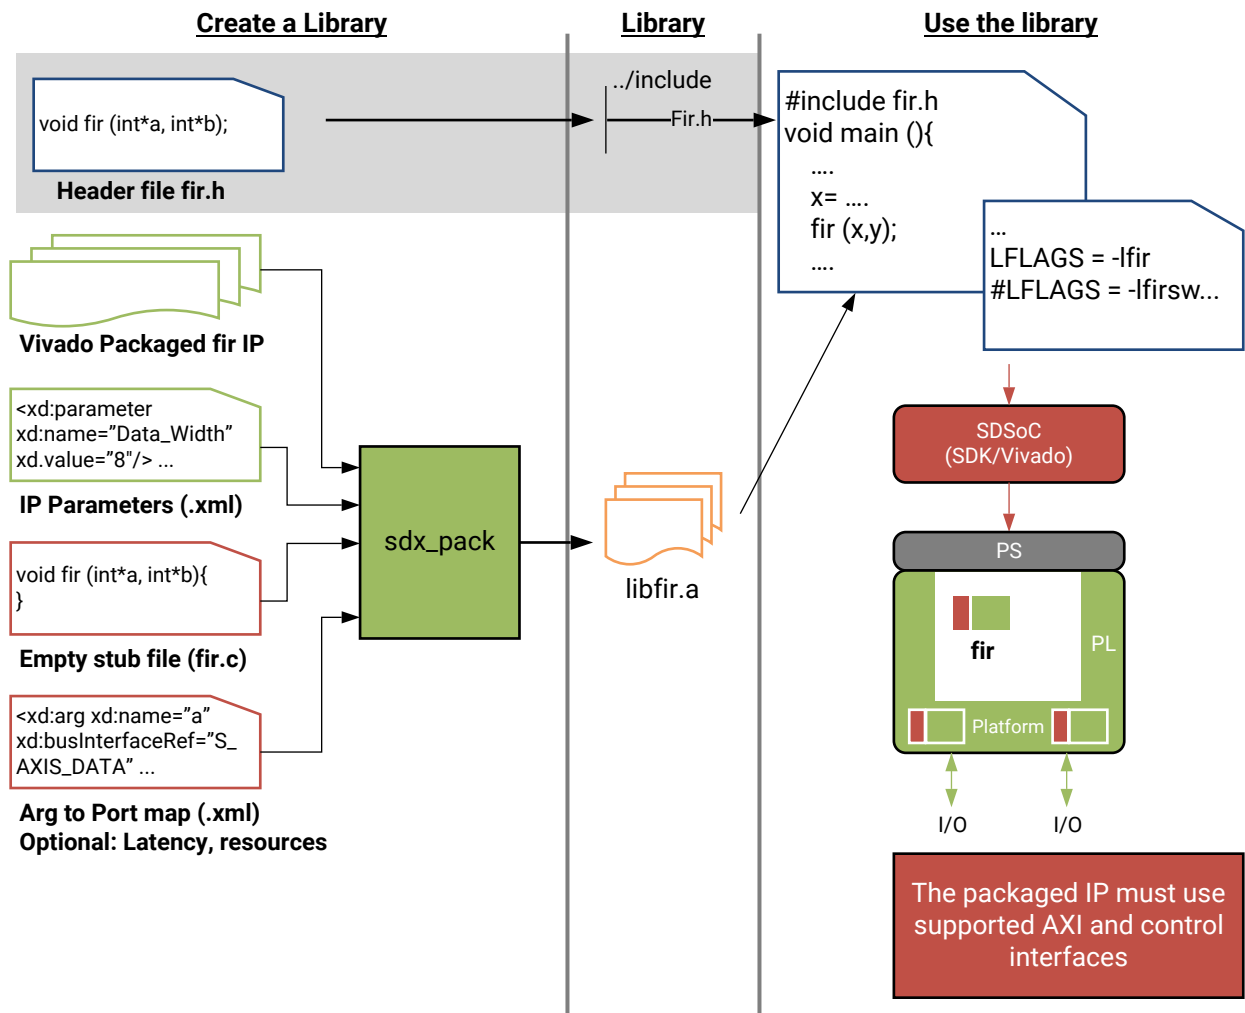 Create a Library
Library
Use the library
void fir (int*a, int*b);
Header file fir.h
../include
Fir.h
#include fir.h
void main (){
....
x= ....
fir (x,y);
....
...
LFLAGS = -lfir
#LFLAGS = -lfirsw...
Vivado Packaged fir IP
<xd:parameter
xd:name=”Data_Width”
xd.value=”8"/> ...
IP Parameters (.xml)
void fir (int*a, int*b){
}
Empty stub file (fir.c)
<xd:arg xd:name=”a”
xd:busInterfaceRef=”S_
AXIS_DATA” ...
Arg to Port map (.xml)
Optional: Latency, resources
sdx_pack
libfir.a
SDSoC
(SDK/Vivado)
PS
PL
fir
Platform
I/O
I/O
The packaged IP must use
supported AXI and control
interfaces